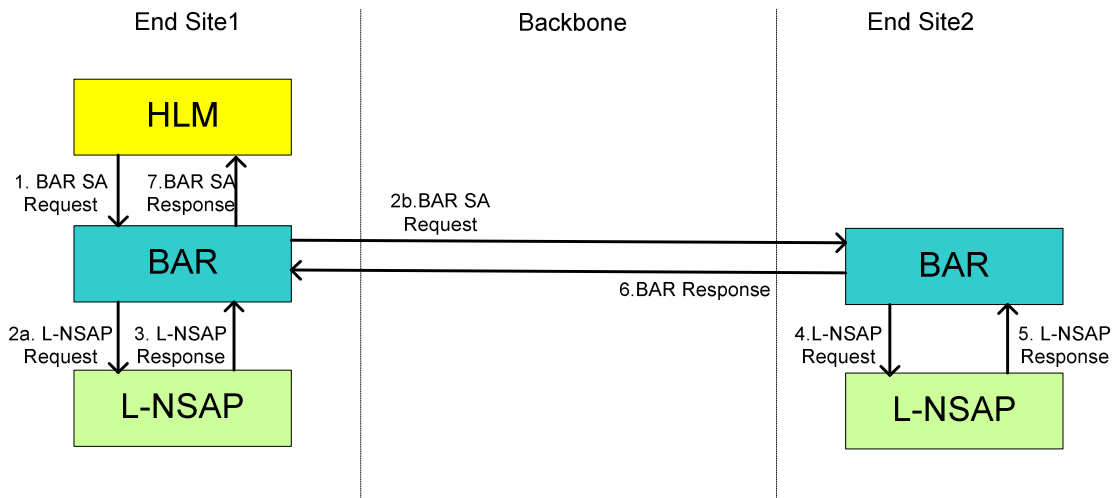 End Site1
Backbone
End Site2
HLM
1. BAR SA
Request
7.BAR SA
Response
2b.BAR SA
Request
BAR
BAR
6.BAR Response
2a. L-NSAP
Request
3. L-NSAP
Response
4.L-NSAP
Request
5. L-NSAP
Response
L-NSAP
L-NSAP